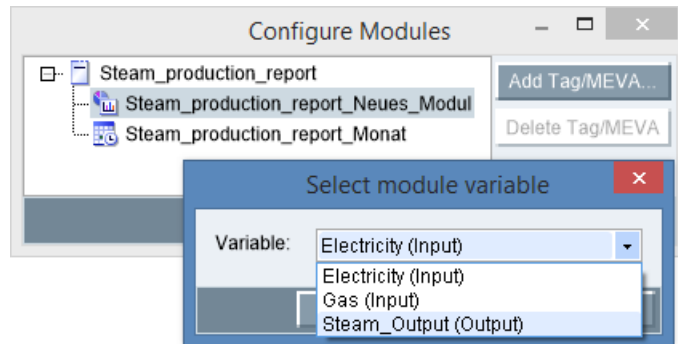 Configure Modules
Steam_production_report
Steam_production_report_Neues_Modul
Steam_production_report_Monat
Add Tag/MEVA...
Delete Tag/MEVA
Select module variable
Variable:
Electricity (Input)
Electricity (Input)
Gas (Input)
Steam_Output (Output)